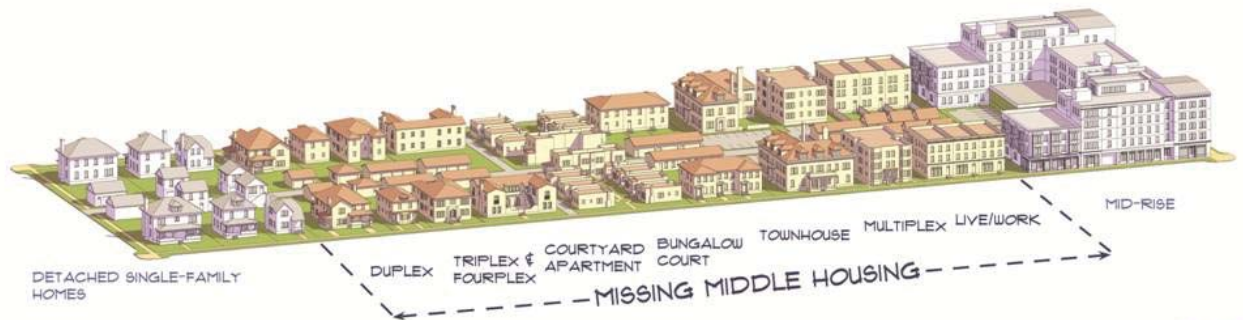 DETACHED SINGLE-FAMILY
HOMES
DUPLEX
TRIPLEX &
FOURPLEX
COURTYARD
APARTMENT
BUNGALOW
COURT
TOWNHOUSE
MULTIPLEX
LIVE/WORK
MID-RISE
MISSING MIDDLE HOUSING